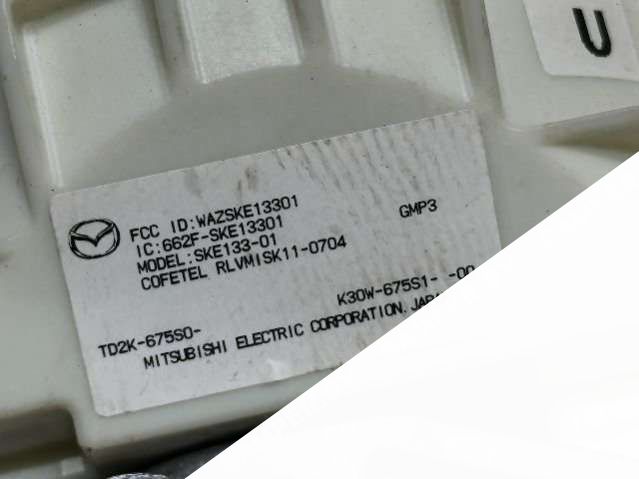 U
FCC ID:WAZSKE13301
IC:662F-SKE13301
MODEL:SKE133-01
COFETEL RLVMISK11-0704
GMP3
K30W-675S1- -00
TD2K-675S0-
MITSUBISHI ELECTRIC CORPORATION.